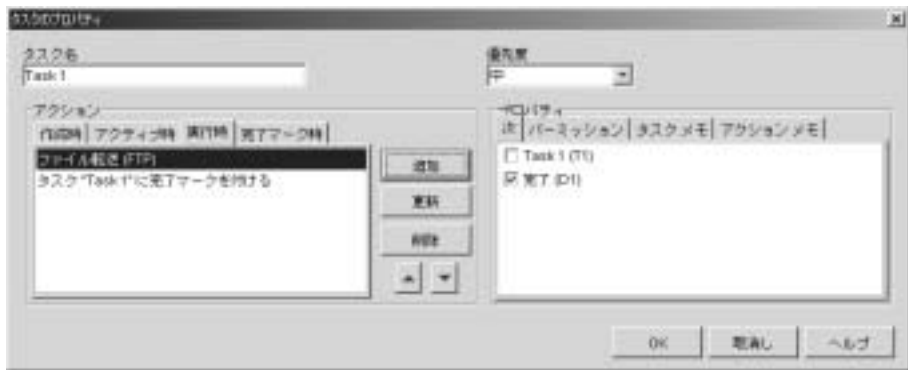 タスクのプロパティ
タスク名
優先度
Task 1
中
アクション
プロパティ
作成時 アクティブ時 実行時 完了マーク時
次 パーミッション タスク メモ アクション メモ
ファイル転送 (FTP)
タスク "Task 1"に完了マークを付ける
追加
更新
削除
Task 1 (T1)
完了 (D1)
OK
取消し
ヘルプ